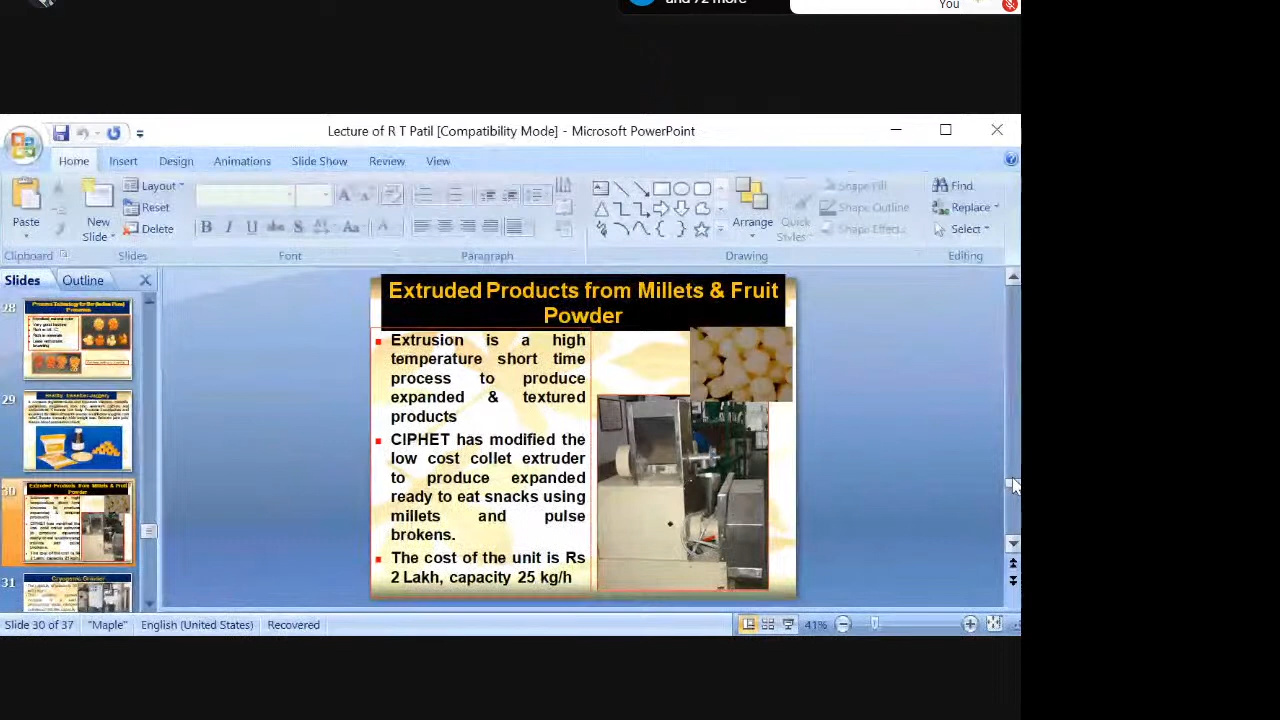 and 72 more
You
Lecture of R T Patil [Compatibility Mode] - Microsoft PowerPoint
Home Insert Design Animations Slide Show Review View
Paste
New
Slide
Layout
Reset
Delete
Arrange
Quick
Styles
Shape Fill
Shape Outline
Shape Effec..
Find
Replace
Select
Clipboard Slides Font Paragraph Drawing Editing
Slides Outline
28
29
30
31
Cryogenic Grinder
Extruded Products from Millets & Fruit
Powder
Extrusion is a high
temperature short time
process to produce
expanded & textured
products
CIPHET has modified the
low cost collet extruder
to produce expanded
ready to eat snacks using
millets and pulse
brokens.
The cost of the unit is Rs
2 Lakh, capacity 25 kg/h
Slide 30 of 37 "Maple" English (United States) Recovered 41%